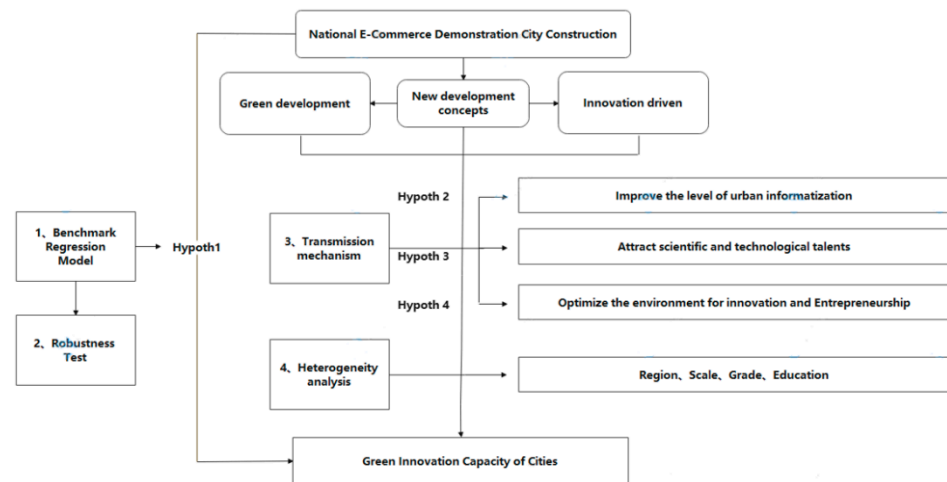 National E-Commerce Demonstration City Construction
Green development
New development
concepts
Innovation driven
Hypoth 2
Improve the level of urban informatization
1、Benchmark
Regression
Model
Hypoth1
3、Transmission
mechanism
Hypoth 3
Attract scientific and technological talents
Hypoth 4
Optimize the environment for innovation and Entrepreneurship
2、Robustness
Test
4、Heterogeneity
analysis
Region、Scale、Grade、Education
Green Innovation Capacity of Cities